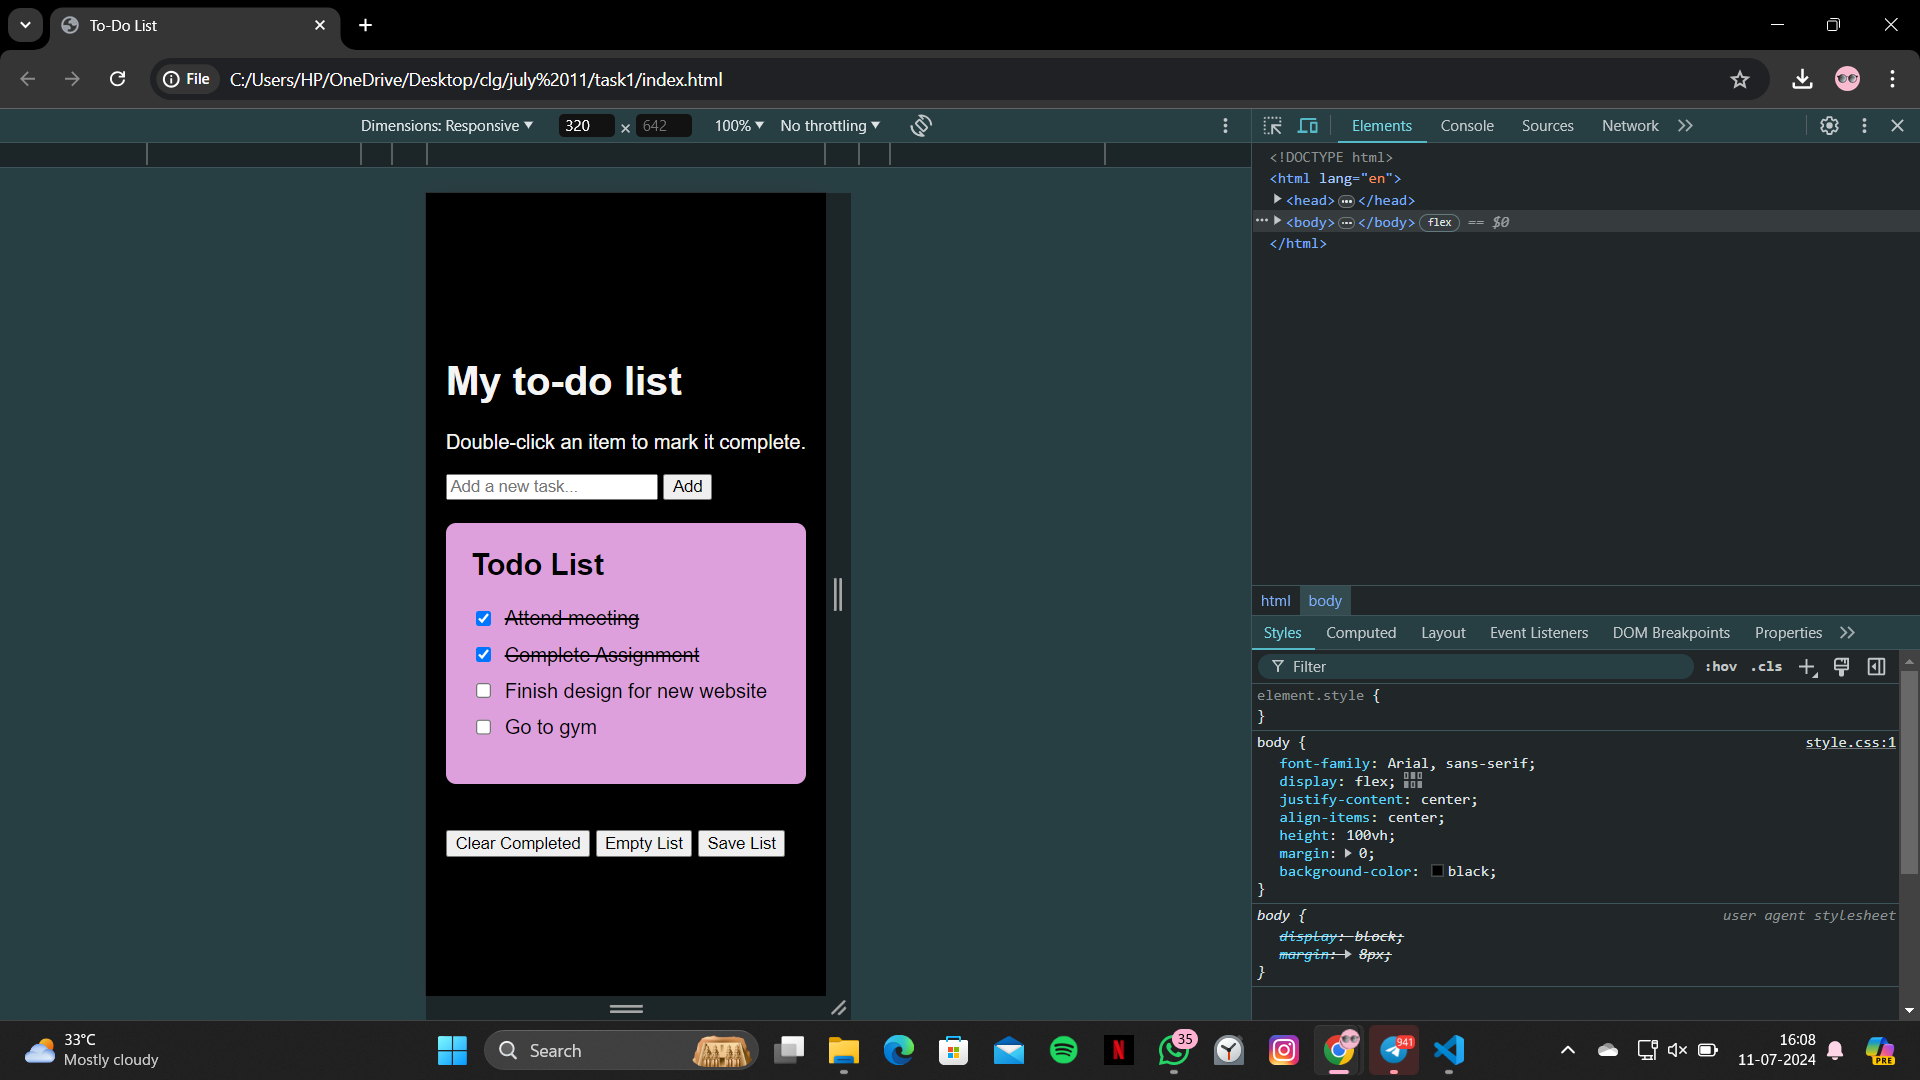 To-Do List
File
C:/Users/HP/OneDrive/Desktop/clg/july%2011/task1/index.html
Dimensions: Responsive
320
×
642
100%
No throttling
Elements
Console
Sources
Network
<!DOCTYPE html>
<html lang="en">
<head> ••• </head>
<body> ••• </body> flex == $0
</html>
My to-do list
Double-click an item to mark it complete.
Add a new task...
Add
Todo List
Attend meeting
Complete Assignment
Finish design for new website
Go to gym
Clear Completed
Empty List
Save List
html
body
Styles
Computed
Layout
Event Listeners
DOM Breakpoints
Properties
Filter
:hov
.cls
element.style {
}
body {
style.css:1
font-family: Arial, sans-serif;
display: flex;
justify-content: center;
align-items: center;
height: 100vh;
margin: 0;
background-color: black;
}
body {
user agent stylesheet
display: block;
margin: 8px;
}
33°C
Mostly cloudy
Search
N
35
941
16:08
11-07-2024
PRE